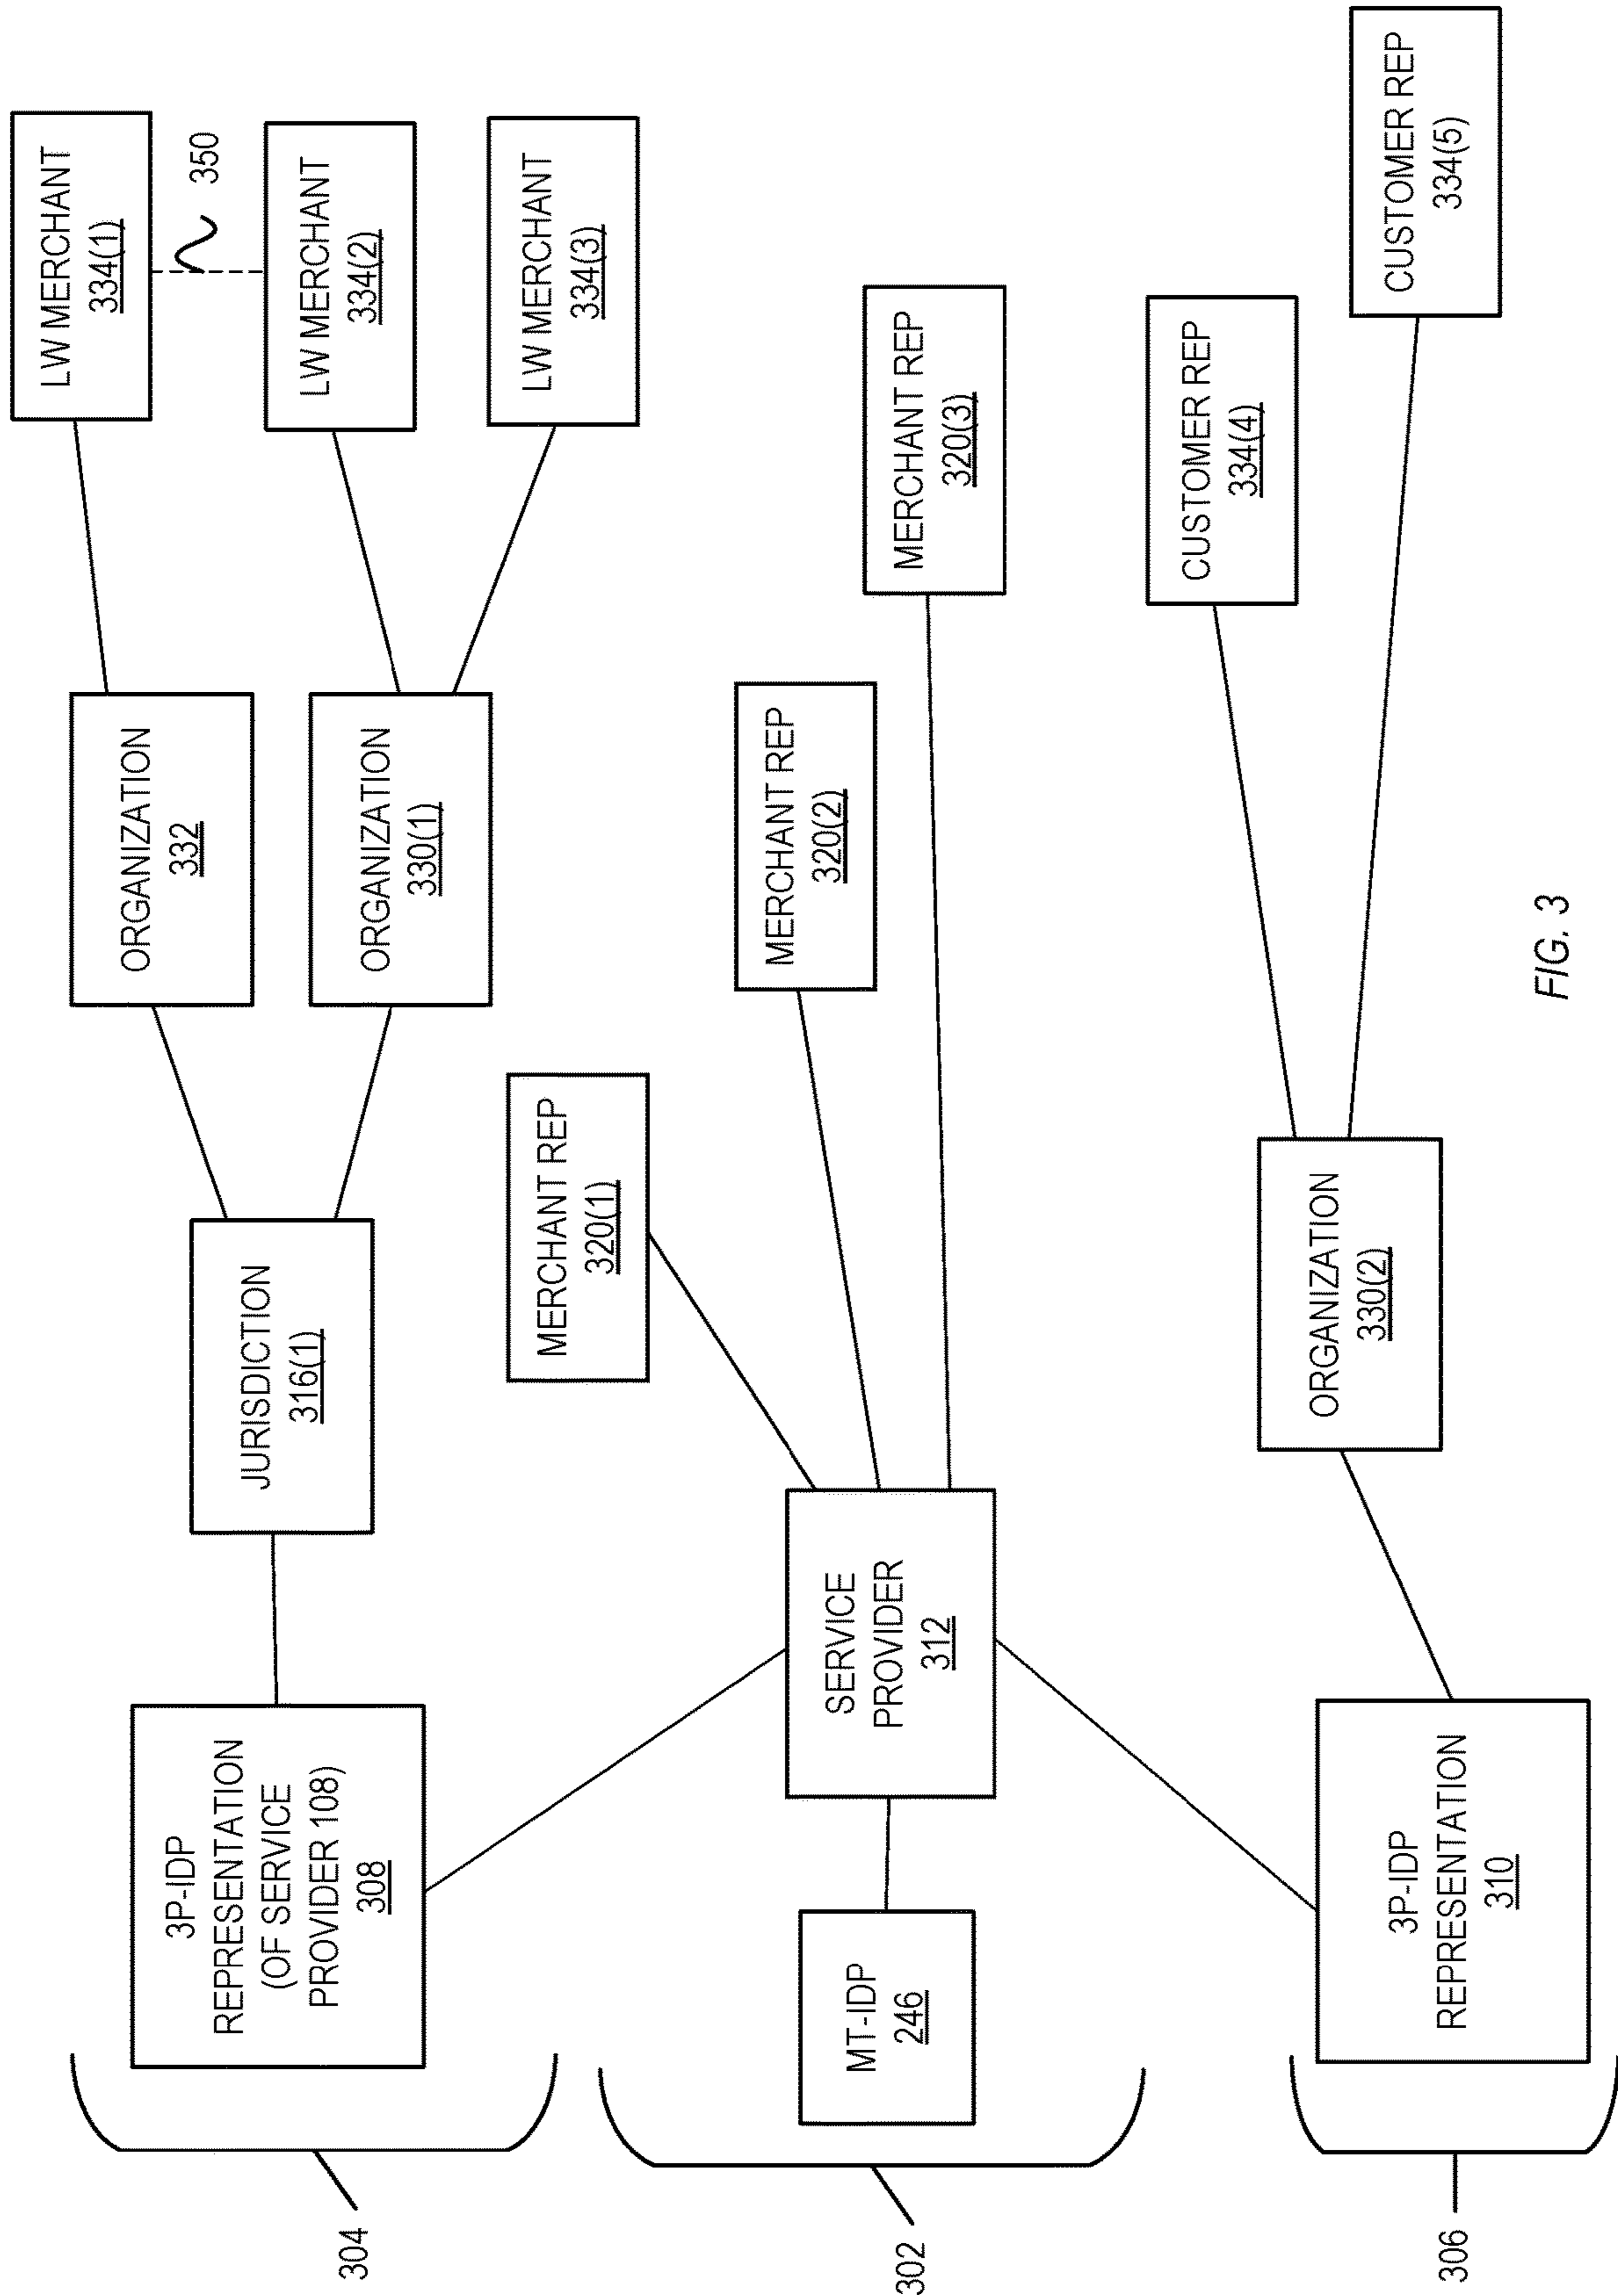 304
3P-IDP
REPRESENTATION
(OF SERVICE
PROVIDER 108)
308
JURISDICTION
316(1)
ORGANIZATION
332
ORGANIZATION
330(1)
LW MERCHANT
334(1)
350
LW MERCHANT
334(2)
LW MERCHANT
334(3)
302
MT-IDP
246
SERVICE
PROVIDER
312
MERCHANT REP
320(1)
MERCHANT REP
320(2)
MERCHANT REP
320(3)
306
3P-IDP
REPRESENTATION
310
ORGANIZATION
330(2)
CUSTOMER REP
334(4)
CUSTOMER REP
334(5)
FIG. 3